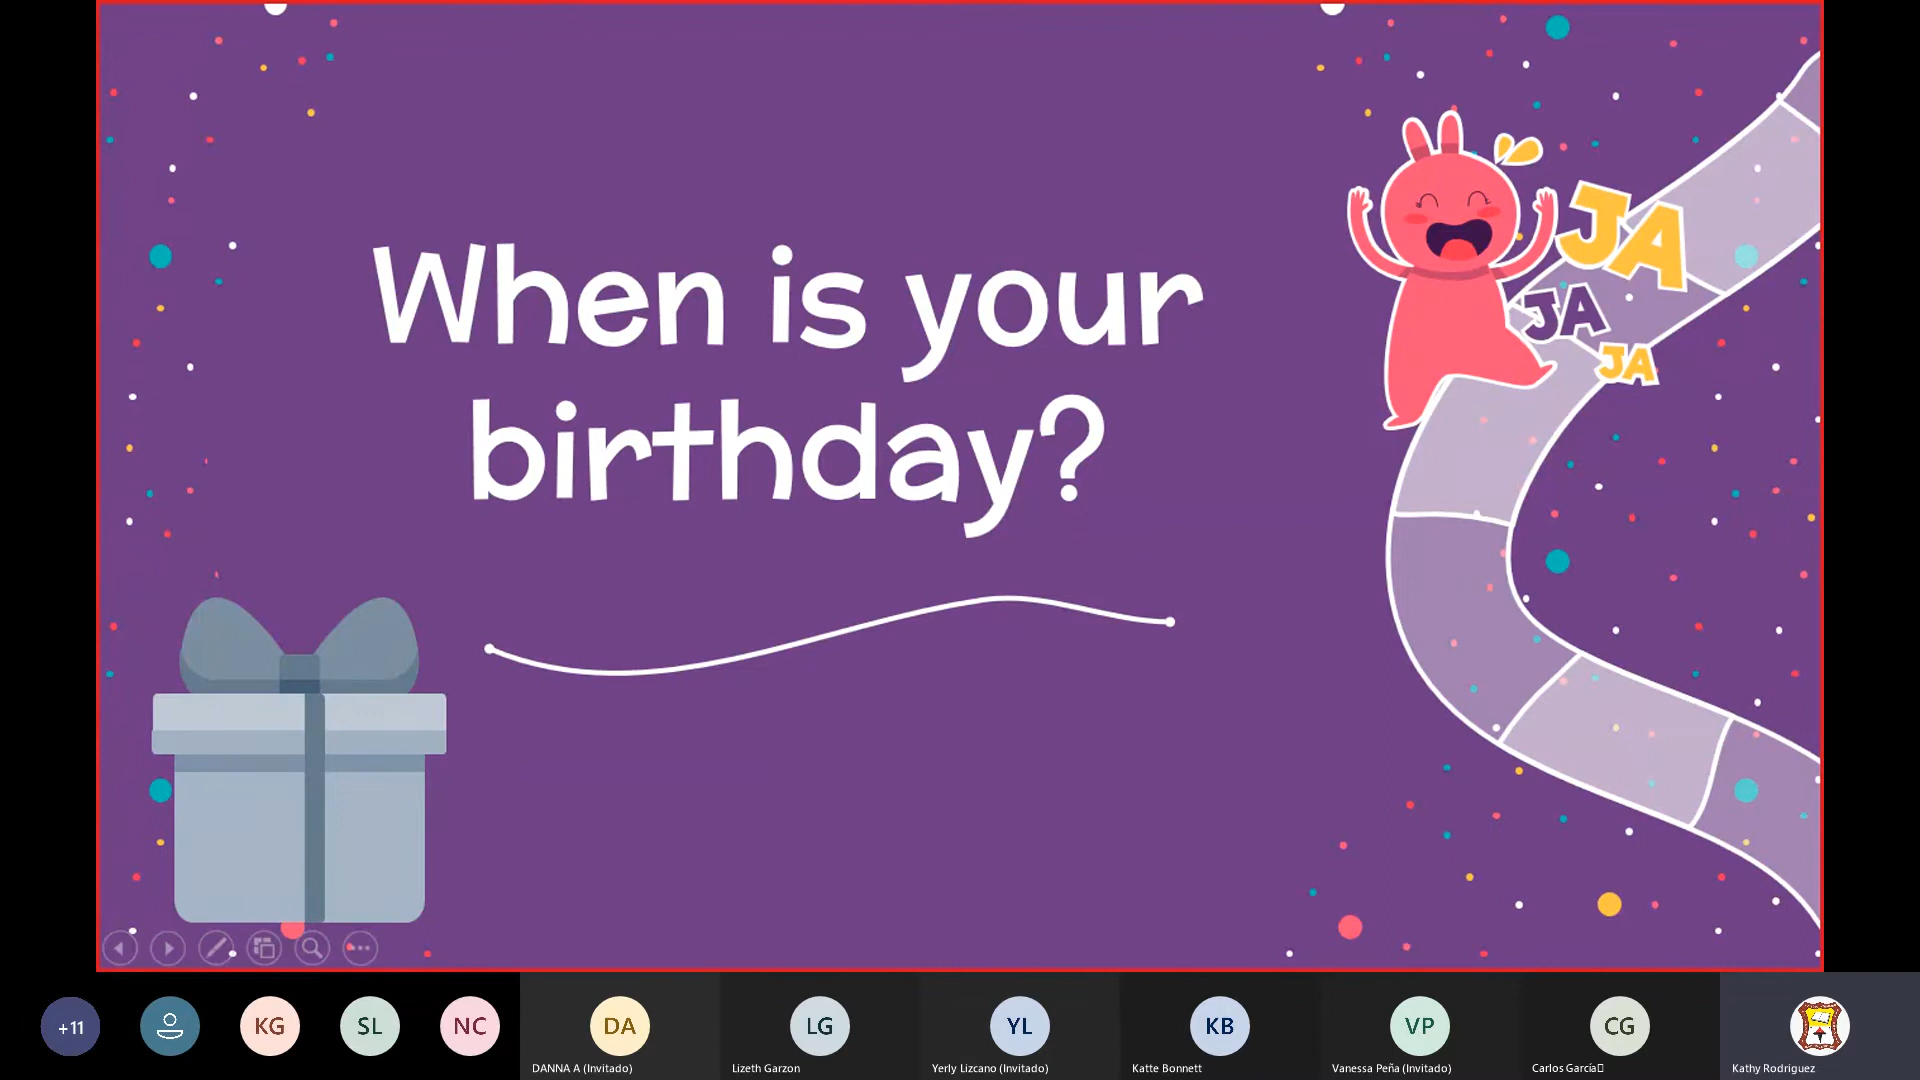 When is your
birthday?
JA
JA
JA
+11
KG
SL
NC
DA
LG
YL
KB
VP
CG
DANNA A (Invitado)
Lizeth Garzon
Yerly Lizcano (Invitado)
Katte Bonnett
Vanessa Peña (Invitado)
Carlos García
Kathy Rodriguez